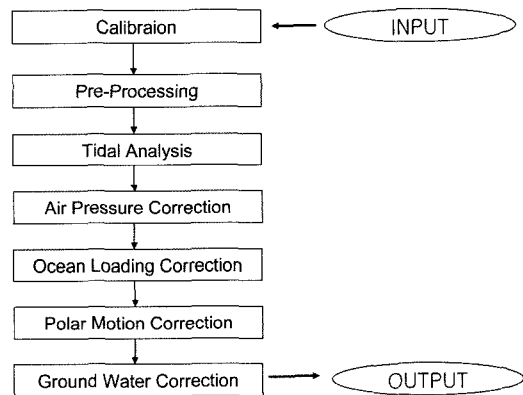 Calibraion
INPUT
Pre-Processing
Tidal Analysis
Air Pressure Correction
Ocean Loading Correction
Polar Motion Correction
Ground Water Correction
OUTPUT